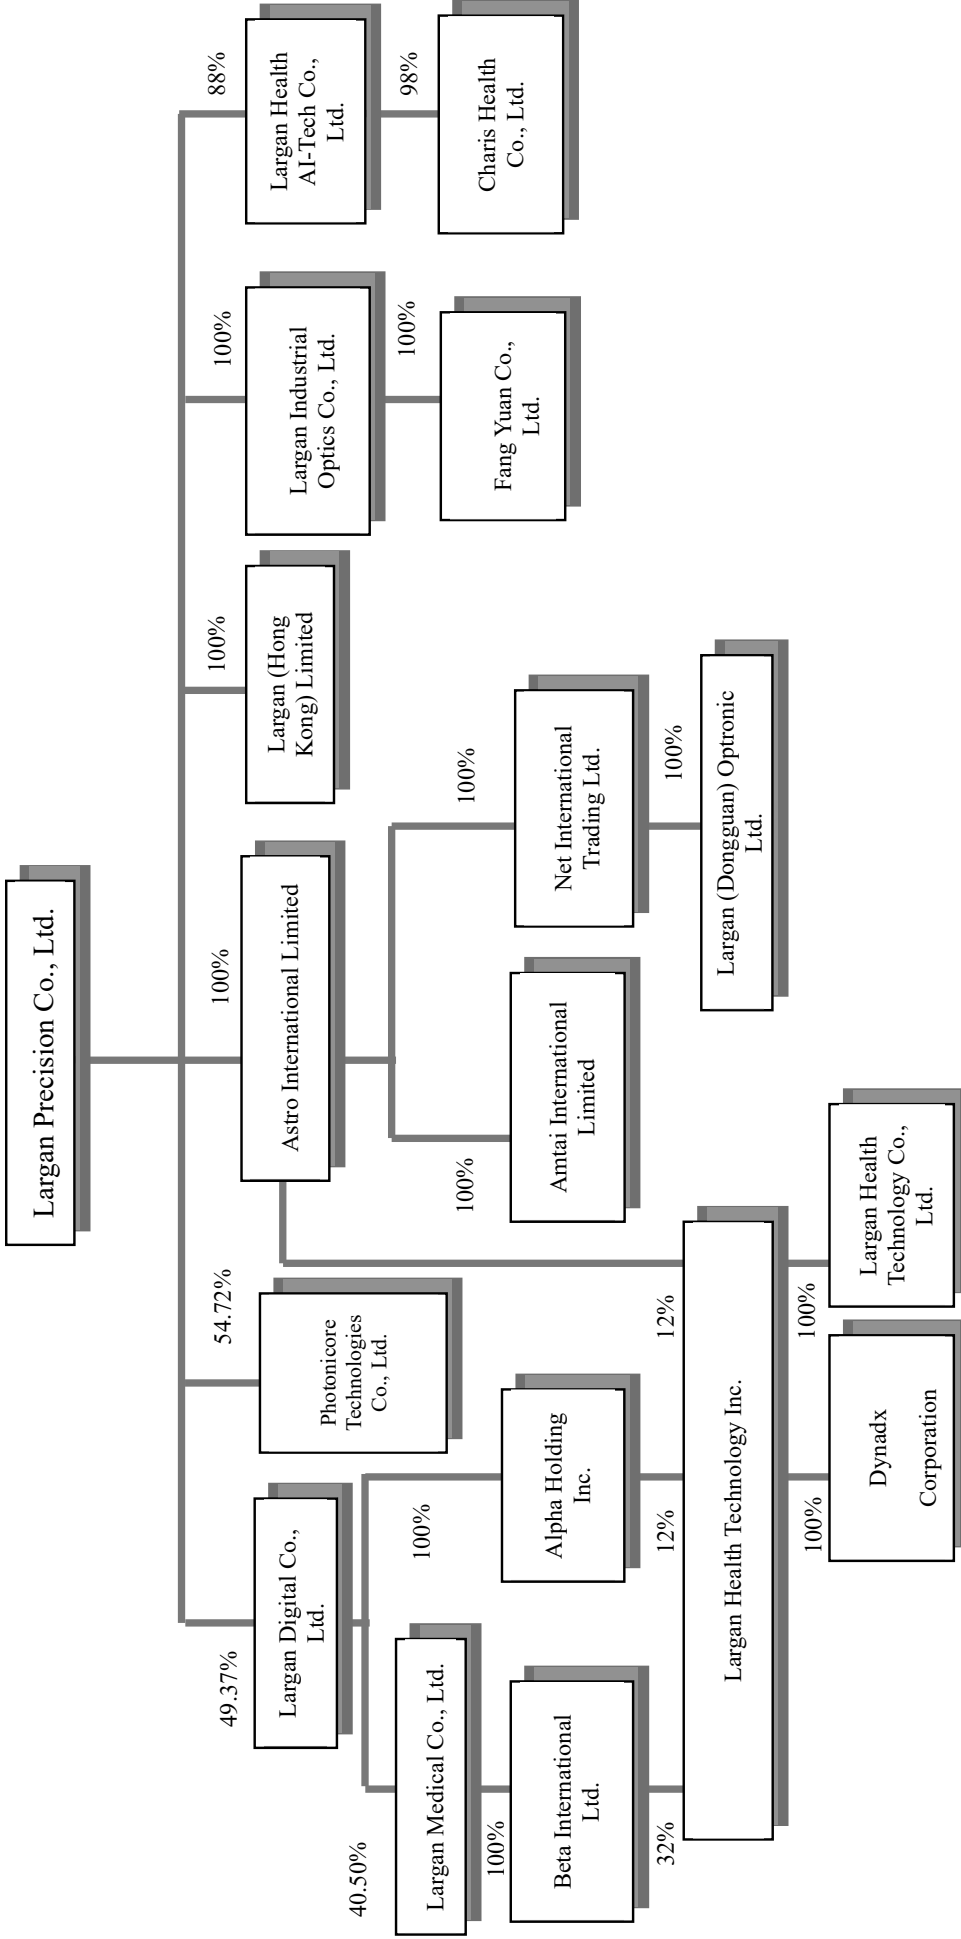 Largan Precision Co., Ltd.
49.37%
54.72%
100%
100%
100%
88%
Largan Digital Co.,
Ltd.
Photonicore
Technologies
Co., Ltd.
Astro International Limited
Largan (Hong
Kong) Limited
Largan Industrial
Optics Co., Ltd.
Largan Health
AI-Tech Co.,
Ltd.
40.50%
100%
100%
100%
100%
98%
Largan Medical Co., Ltd.
Fang Yuan Co.,
Ltd.
Charis Health
Co., Ltd.
100%
Beta International
Ltd.
Alpha Holding
Inc.
Amtai International
Limited
Net International
Trading Ltd.
32%
12%
12%
100%
Largan Health Technology Inc.
Largan (Dongguan) Optronic
Ltd.
100%
100%
Dynadx
Corporation
Largan Health
Technology Co.,
Ltd.